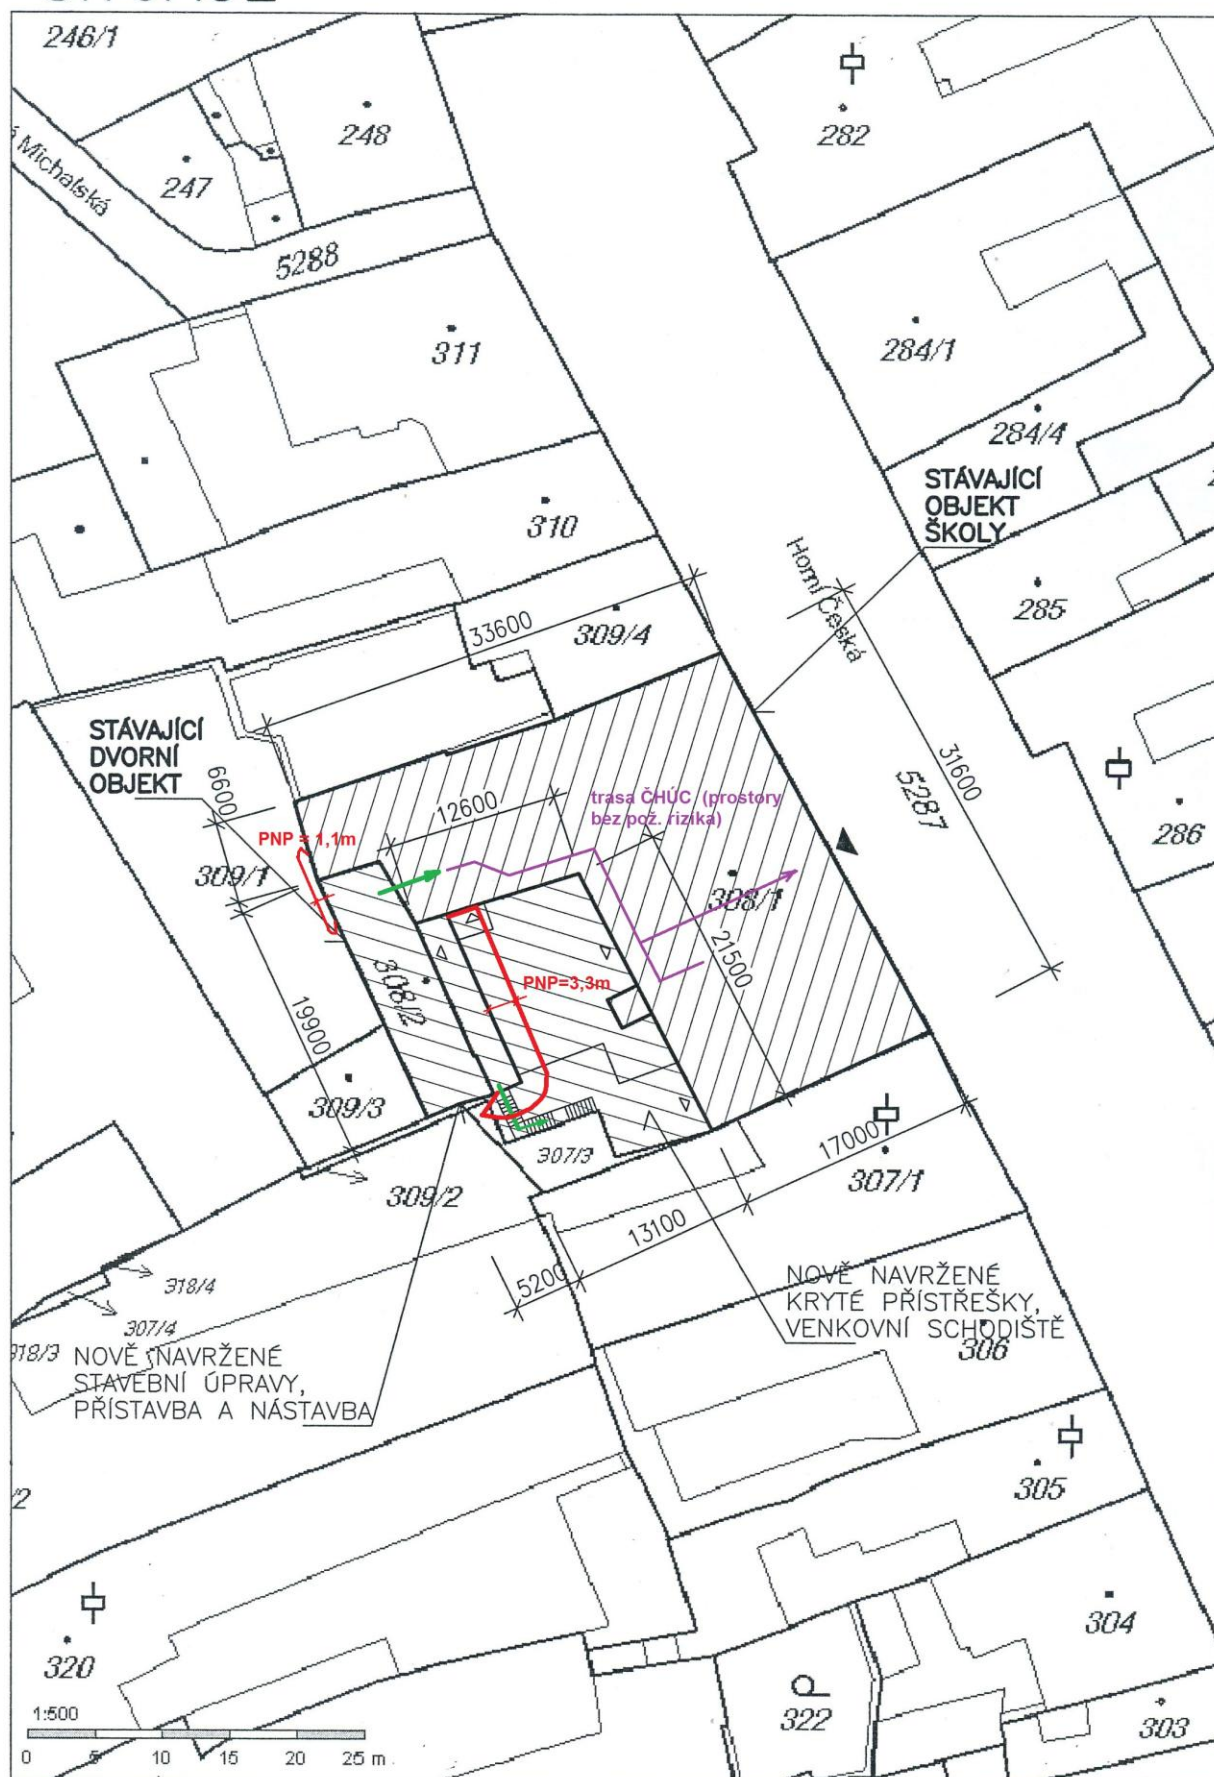 246/1
248
282
247
á Michalská
5288
311
284/1
284/4
STÁVAJÍCÍ
OBJEKT
ŠKOLY
310
Horní Česká
285
33600
309/4
STÁVAJÍCÍ
DVORNÍ
OBJEKT
6600
12600
trasa ČHÚC (prostory
bez pož. rizika)
31600
5287
286
PNP = 1,1m
309/1
308/1
21500
308/2
PNP=3,3m
19900
309/3
307/3
17000
307/1
309/2
13100
5200
318/4
307/4
318/3
NOVĚ NAVRŽENÉ
KRYTÉ PŘÍSTŘEŠKY,
VENKOVNÍ SCHODIŠTĚ
306
NOVĚ NAVRŽENÉ
STAVEBNÍ ÚPRAVY,
PŘÍSTAVBA A NÁSTAVBA
305
/2
304
320
322
303
1:500
0 5 10 15 20 25 m